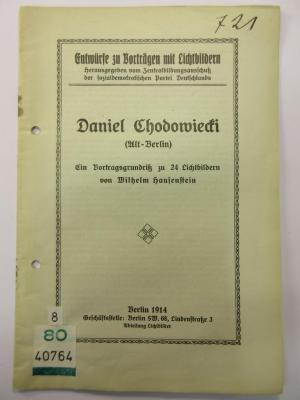 721
Entwürfe zu Vorträgen mit Lichtbildern
Herausgegeben vom Zentralbildungsausschuß
der sozialdemokratischen Partei Deutschlands
Daniel Chodowiecki
(Alt-Berlin)
Ein Vortragsgrundriß zu 24 Lichtbildern
von Wilhelm Hausenstein
Berlin 1914
Geschäftsstelle: Berlin SW. 68, Lindenstraße 3
Abteilung Lichtbilder
8
80
40764